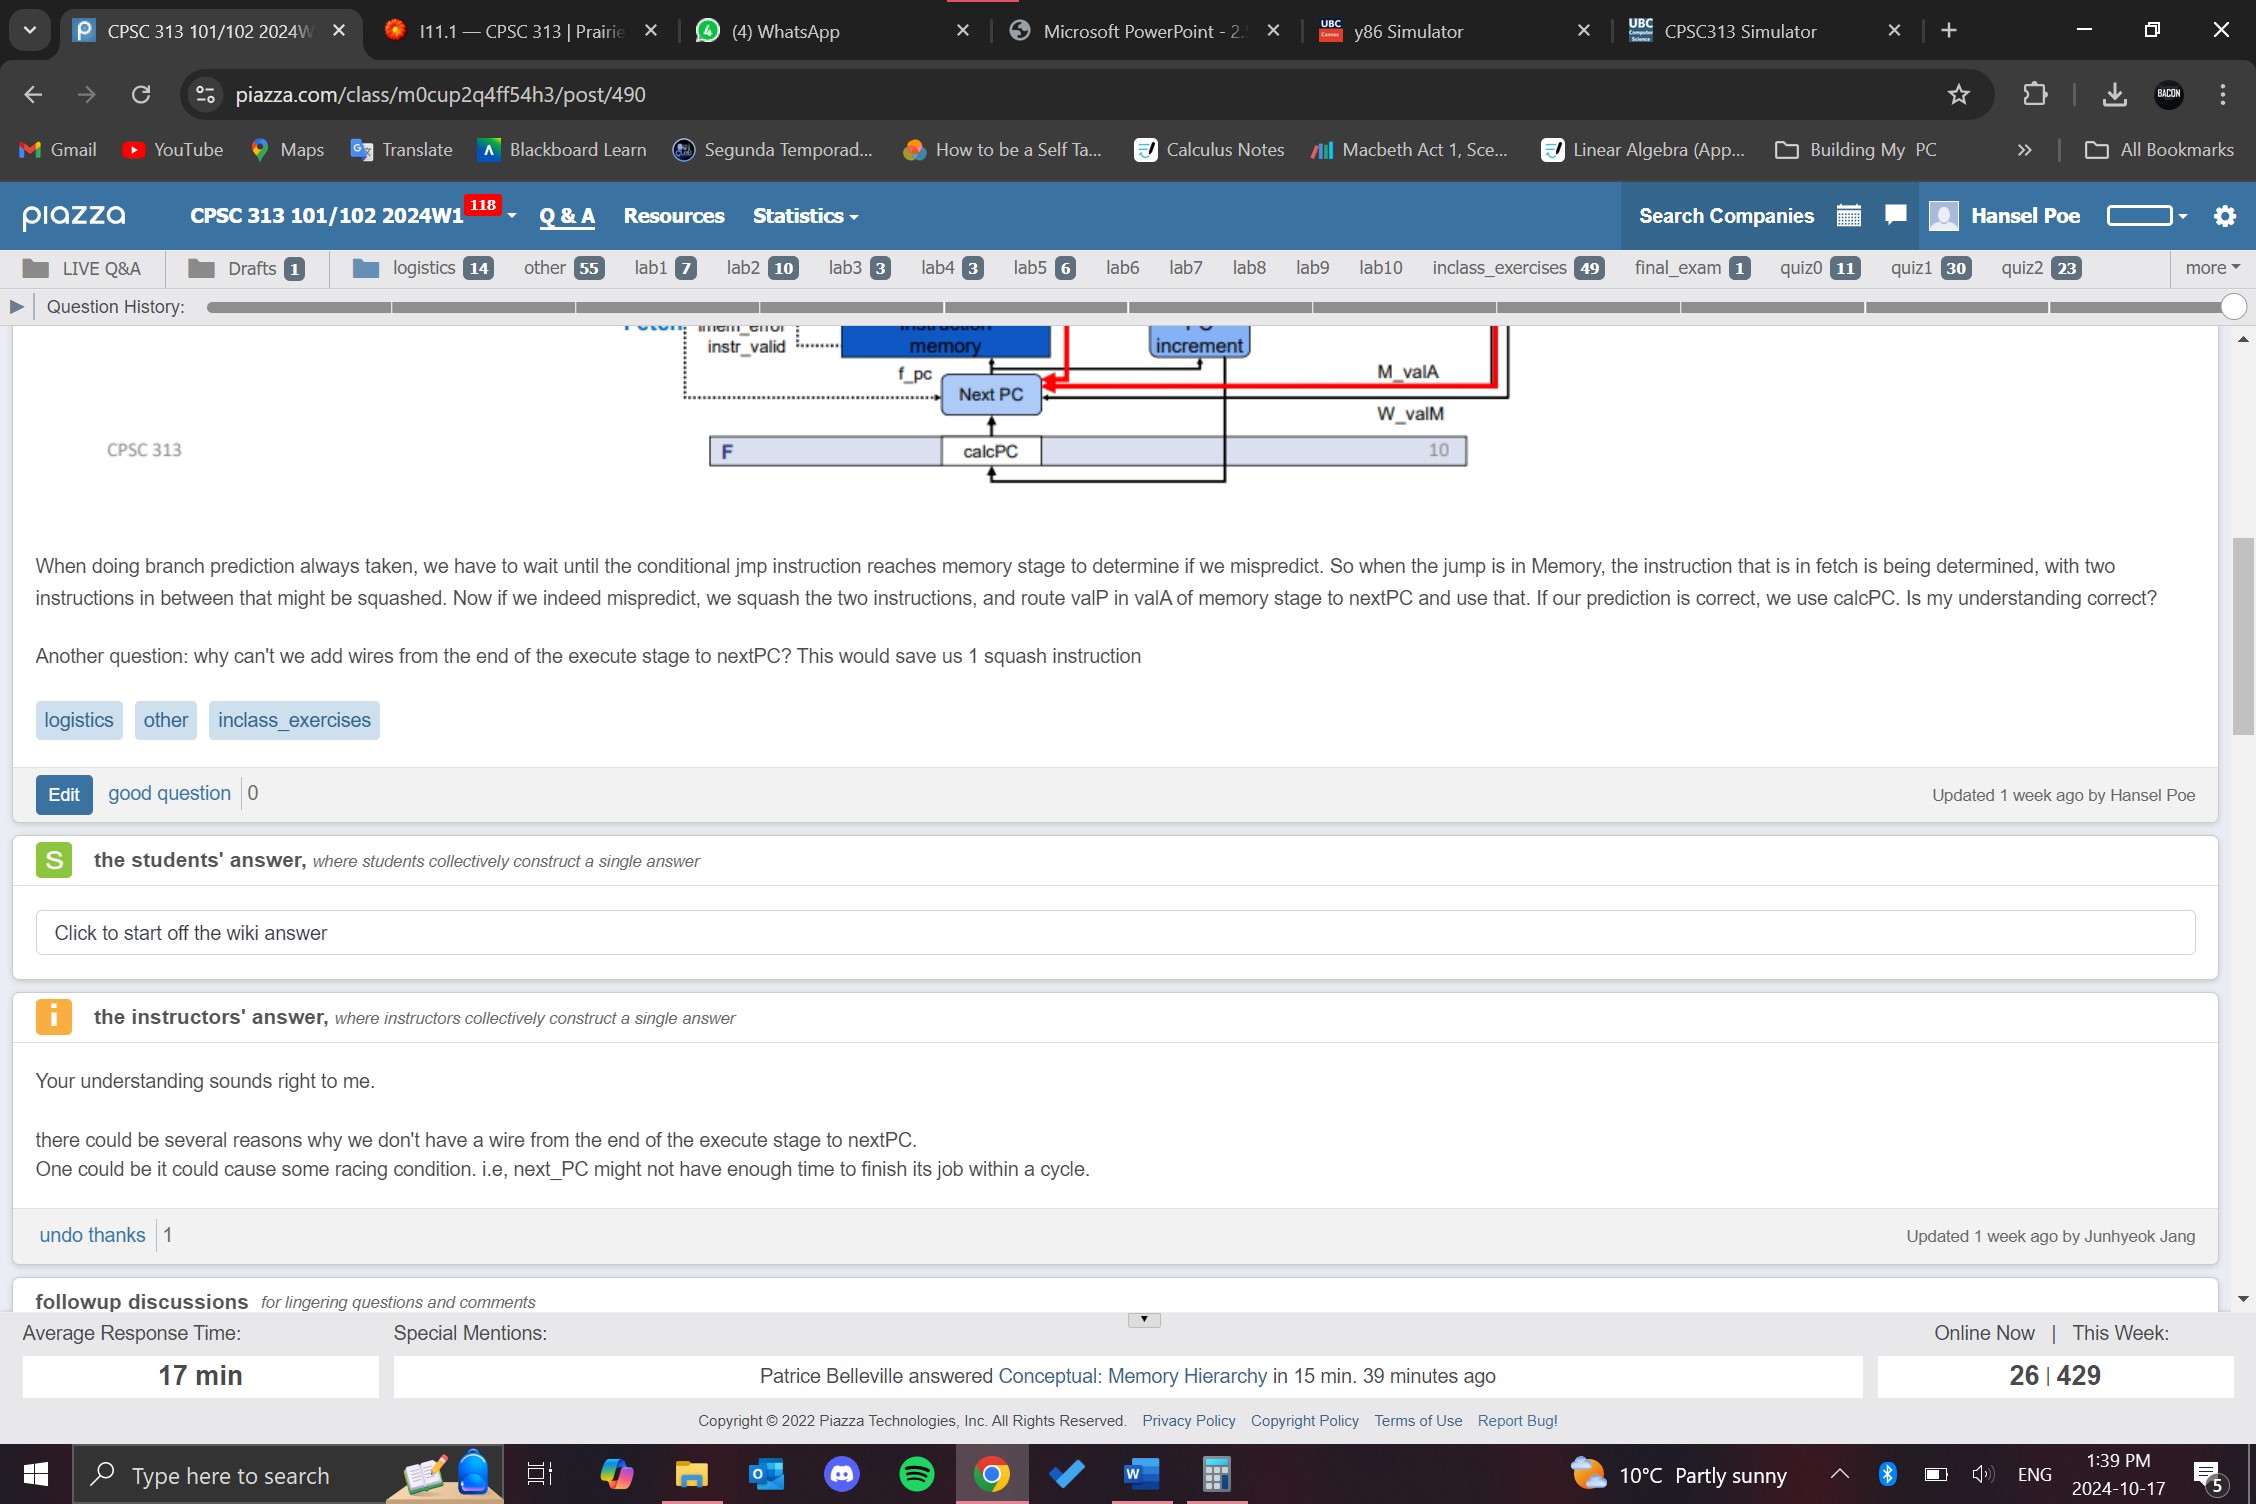 CPSC 313 101/102 2024W
I11.1 — CPSC 313 | Prairie
(4) WhatsApp
Microsoft PowerPoint - 2.
y86 Simulator
CPSC313 Simulator
piazza.com/class/m0cup2q4ff54h3/post/490
BACON
Gmail
YouTube
Maps
Translate
Blackboard Learn
Segunda Temporad...
How to be a Self Ta...
Calculus Notes
Macbeth Act 1, Sce...
Linear Algebra (App...
Building My PC
All Bookmarks
piazza
CPSC 313 101/102 2024W1
118
Q & A
Resources
Statistics
Search Companies
Hansel Poe
LIVE Q&A
Drafts 1
logistics 14
other 55
lab1 7
lab2 10
lab3 3
lab4 3
lab5 6
lab6
lab7
lab8
lab9
lab10
inclass_exercises 49
final_exam 1
quiz0 11
quiz1 30
quiz2 23
more
Question History:
Fetch
imem_error
instr_valid
instruction
memory
PC
increment
f_pc
Next PC
M_valA
W_valM
CPSC 313
F
calcPC
10
When doing branch prediction always taken, we have to wait until the conditional jmp instruction reaches memory stage to determine if we mispredict. So when the jump is in Memory, the instruction that is in fetch is being determined, with two
instructions in between that might be squashed. Now if we indeed mispredict, we squash the two instructions, and route valP in valA of memory stage to nextPC and use that. If our prediction is correct, we use calcPC. Is my understanding correct?
Another question: why can't we add wires from the end of the execute stage to nextPC? This would save us 1 squash instruction
logistics
other
inclass_exercises
Edit
good question
0
Updated 1 week ago by Hansel Poe
S
the students' answer, where students collectively construct a single answer
Click to start off the wiki answer
i
the instructors' answer, where instructors collectively construct a single answer
Your understanding sounds right to me.
there could be several reasons why we don't have a wire from the end of the execute stage to nextPC.
One could be it could cause some racing condition. i.e, next_PC might not have enough time to finish its job within a cycle.
undo thanks
1
Updated 1 week ago by Junhyeok Jang
followup discussions for lingering questions and comments
Average Response Time:
Special Mentions:
Online Now | This Week:
17 min
Patrice Belleville answered Conceptual: Memory Hierarchy in 15 min. 39 minutes ago
26 | 429
Copyright © 2022 Piazza Technologies, Inc. All Rights Reserved. Privacy Policy Copyright Policy Terms of Use Report Bug!
Type here to search
10°C Partly sunny
ENG
1:39 PM
2024-10-17
5